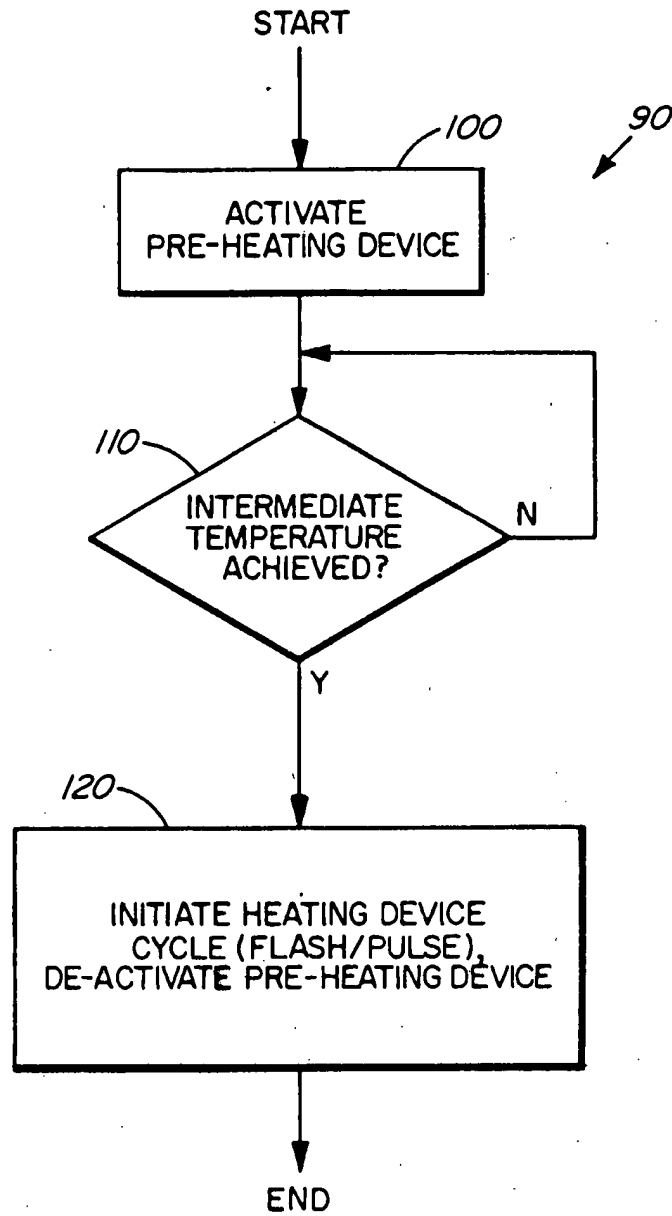 START
100
90
ACTIVATE
PRE-HEATING DEVICE
110
INTERMEDIATE
TEMPERATURE
ACHIEVED?
N
Y
120
INITIATE HEATING DEVICE
CYCLE (FLASH/PULSE),
DE-ACTIVATE PRE-HEATING DEVICE
END